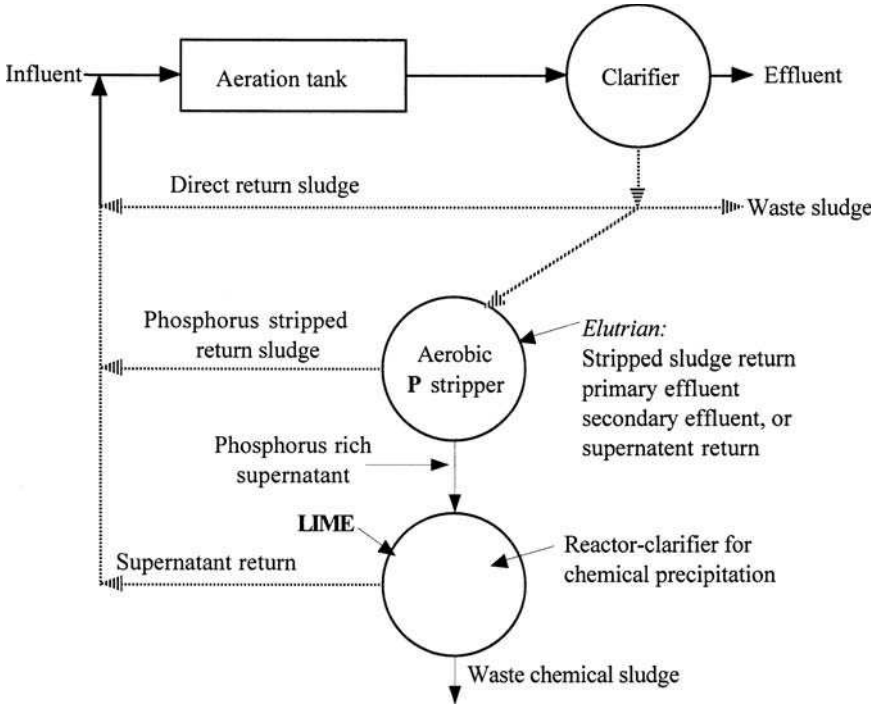 Influent
Aeration tank
Clarifier
Effluent
Direct return sludge
Waste sludge
Phosphorus stripped
return sludge
Aerobic
P stripper
Elutrian:
Stripped sludge return
primary effluent
secondary effluent, or
supernatent return
Phosphorus rich
supernatant
LIME
Supernatant return
Reactor-clarifier for
chemical precipitation
Waste chemical sludge